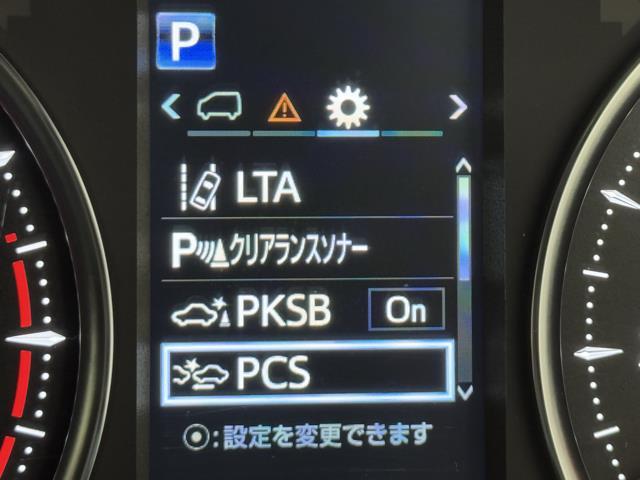 P
LTA
P クリアランスソナー
PKSB On
PCS
:設定を変更できます